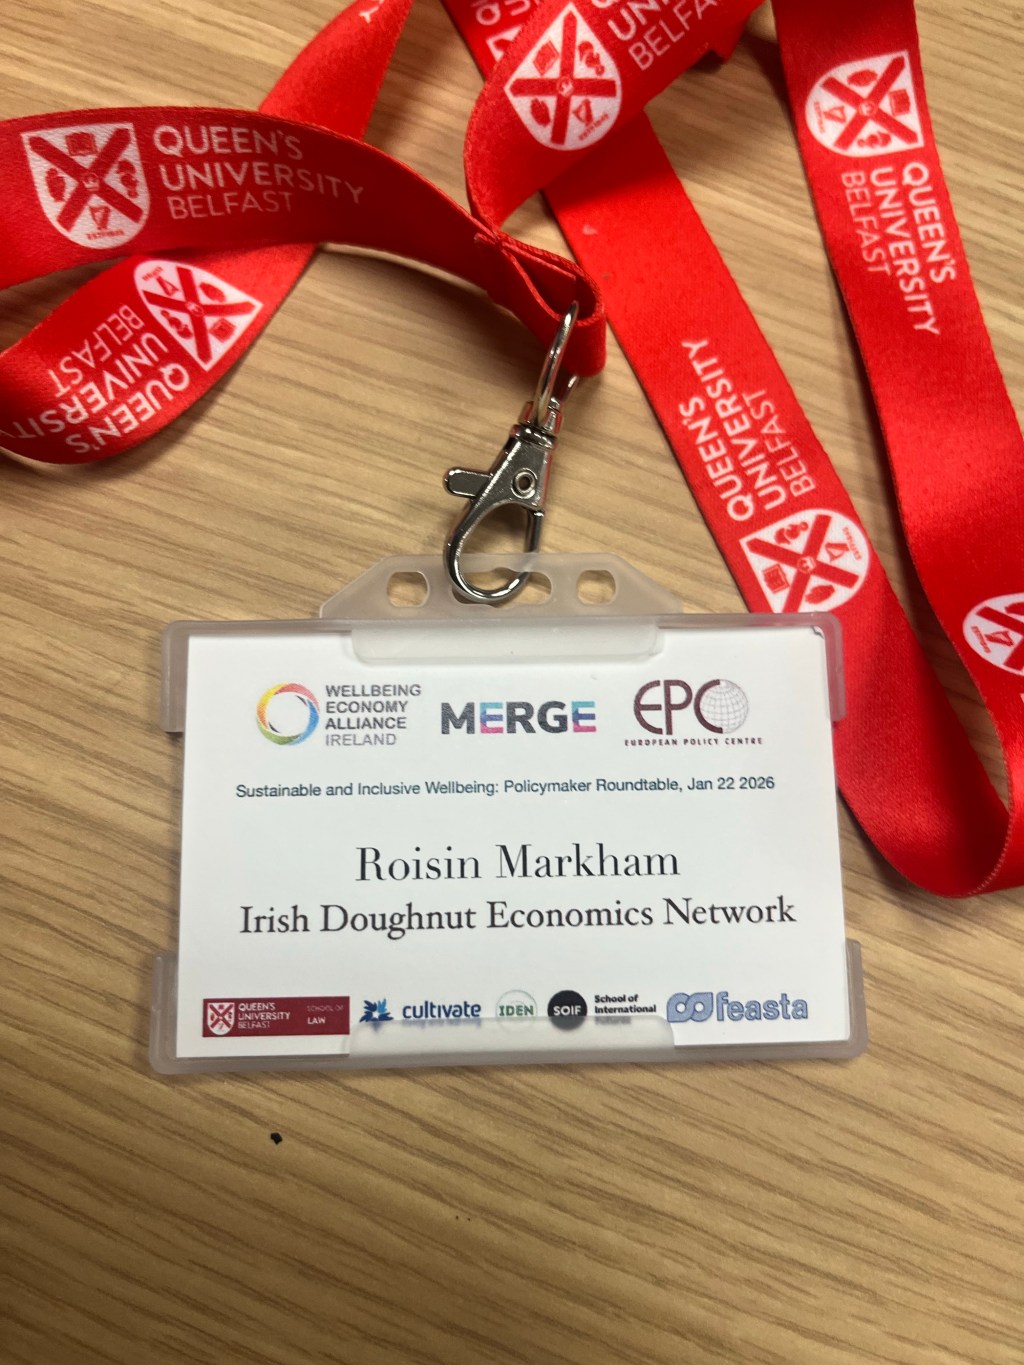 QUEEN'S
UNIVERSITY
BELFAST
QUEEN'S
UNIVERSITY
BELFAST
BELFAST
QUEEN'S
UNIVERSITY
BELFAST
QUEEN'S
UNIVERSITY
BELFAST
WELLBEING
ECONOMY
ALLIANCE
IRELAND
MERGE
EPC
EUROPEAN POLICY CENTRE
Sustainable and Inclusive Wellbeing: Policymaker Roundtable, Jan 22 2026
Roisin Markham
Irish Doughnut Economics Network
QUEEN'S
UNIVERSITY
BELFAST
SCHOOL OF
LAW
cultivate
IDEN
SOIF
School of
International
feasta